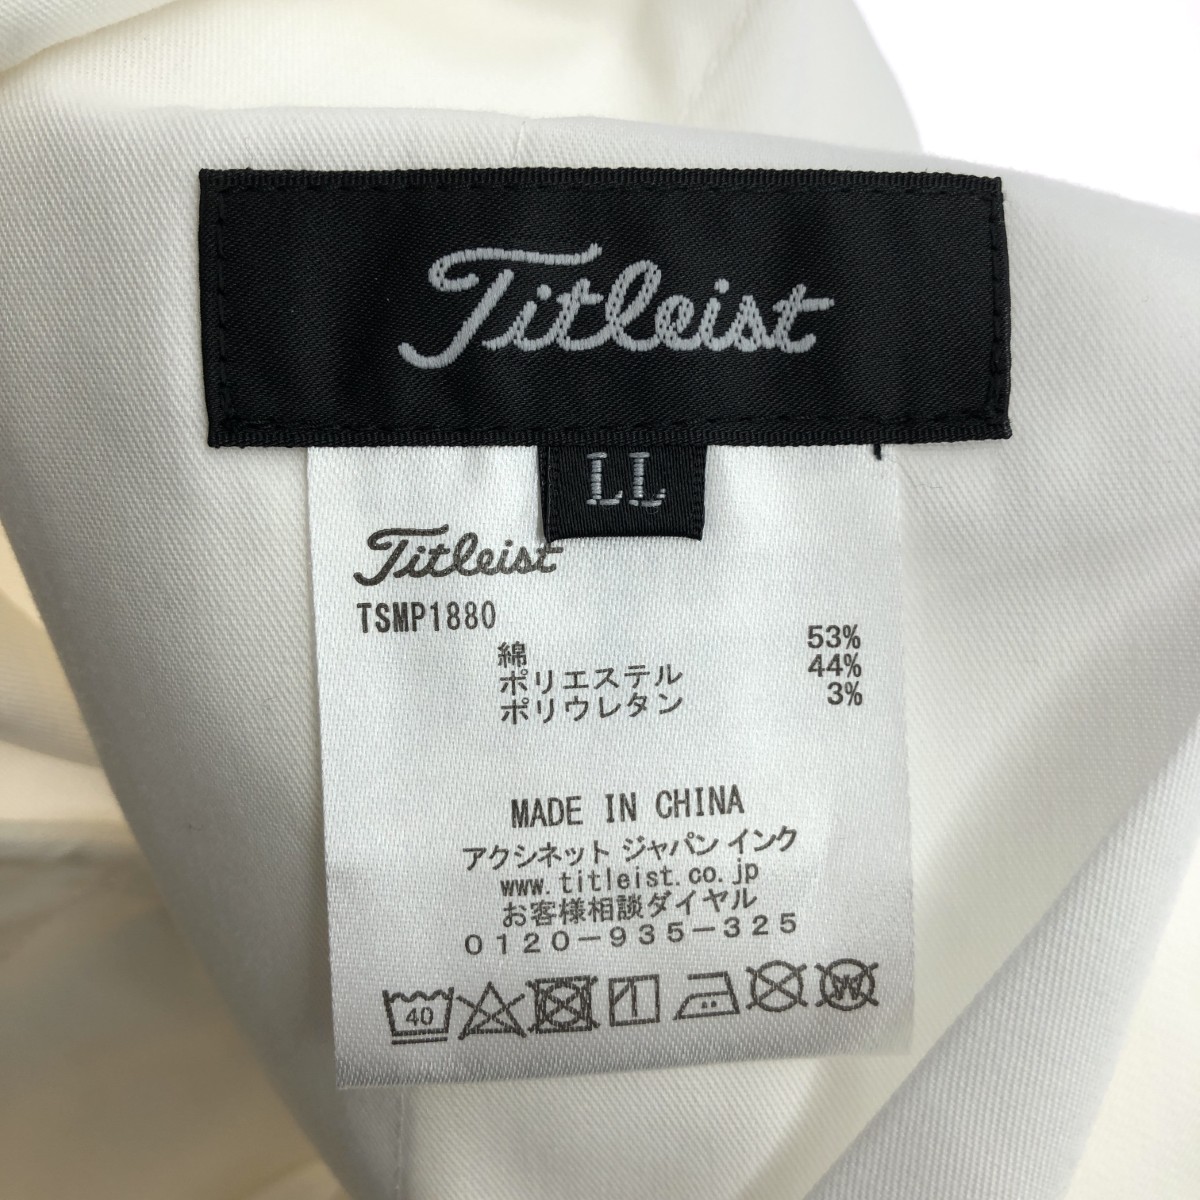 Titleist
LL
Titleist
TSMP1880
綿 53%
ポリエステル 44%
ポリウレタン 3%
MADE IN CHINA
アクシネット ジャパン インク
www.titleist.co.jp
お客様相談ダイヤル
0120-935-325
40
W